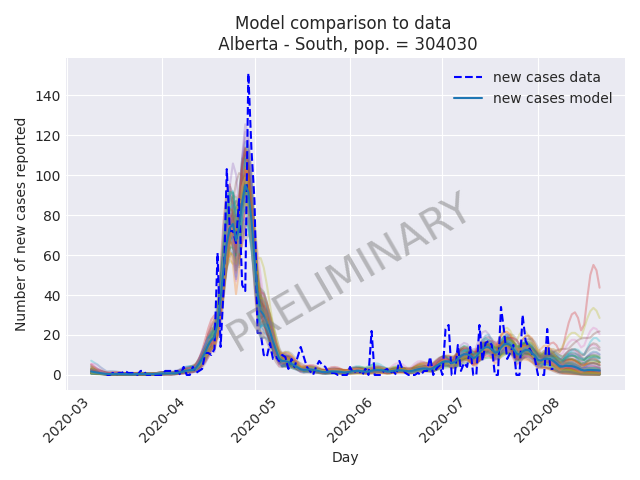 Model comparison to data
Alberta - South, pop. = 304030
new cases data
new cases model
Number of new cases reported
140
120
100
80
60
40
20
0
PRELIMINARY
2020-03
2020-04
2020-05
2020-06
2020-07
2020-08
Day